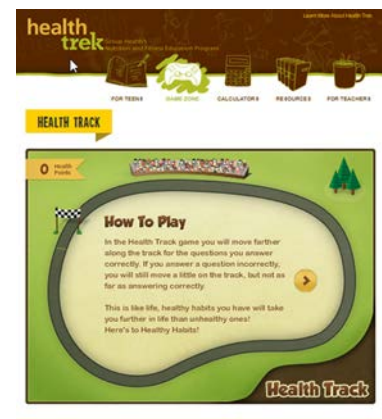 Learn More About Health Trek
health
trek
Group Health's
Nutrition and Fitness Education Program
FOR TEENS
GAME ZONE
CALCULATORS
RESOURCES
FOR TEACHERS
HEALTH TRACK
0 Health
Points
How To Play
In the Health Track game you will move farther
along the track for the questions you answer
correctly. If you answer a question incorrectly,
you will still move a little on the track, but not as
far as answering correctly.
This is like life, healthy habits you have will take
you further in life than unhealthy ones!
Here's to Healthy Habits!
Health Track